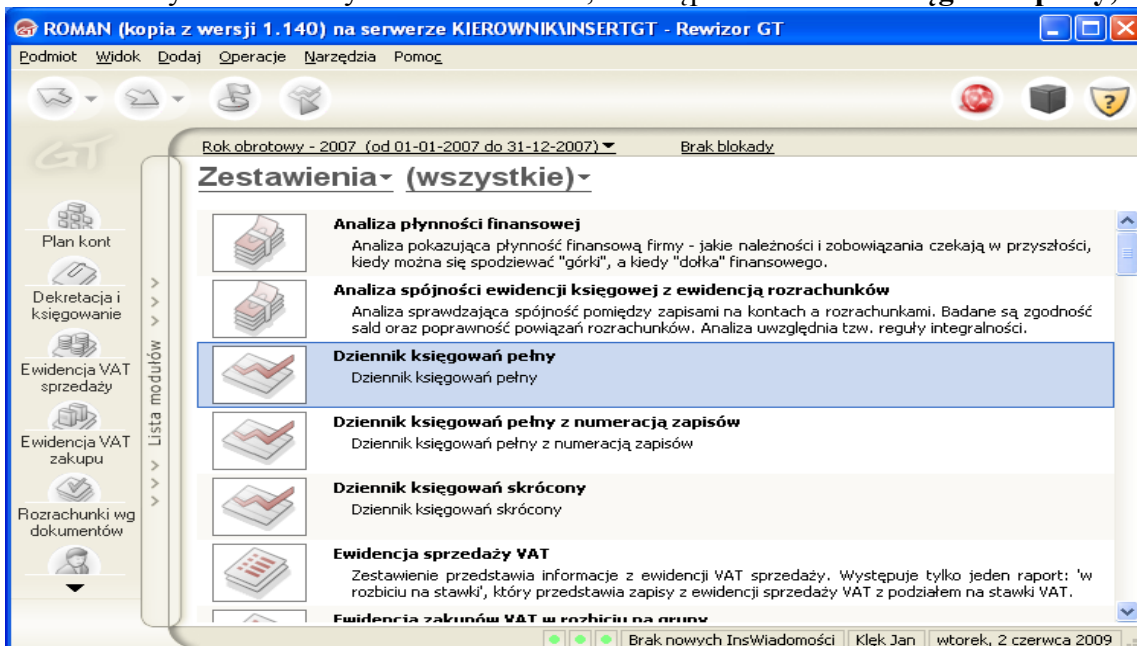 ROMAN (kopia z wersji 1.140) na serwerze KIEROWNIK\INSERTGT - Rewizor GT
Podmiot Widok Dodaj Operacje Narzędzia Pomoc
GT
Rok obrotowy - 2007 (od 01-01-2007 do 31-12-2007) Brak blokady
Zestawienia (wszystkie)
Plan kont
Dekretacja i
księgowanie
Ewidencja VAT
sprzedaży
Ewidencja VAT
zakupu
Rozrachunki wg
dokumentów
Lista modułów
Analiza płynności finansowej
Analiza pokazująca płynność finansową firmy - jakie należności i zobowiązania czekają w przyszłości,
kiedy można się spodziewać "górki", a kiedy "dołka" finansowego.
Analiza spójności ewidencji księgowej z ewidencją rozrachunków
Analiza sprawdzająca spójność pomiędzy zapisami na kontach a rozrachunkami. Badane są zgodność
sald oraz poprawność powiązań rozrachunków. Analiza uwzględnia tzw. reguły integralności.
Dziennik księgowań pełny
Dziennik księgowań pełny
Dziennik księgowań pełny z numeracją zapisów
Dziennik księgowań pełny z numeracją zapisów
Dziennik księgowań skrócony
Dziennik księgowań skrócony
Ewidencja sprzedaży VAT
Zestawienie przedstawia informacje z ewidencji VAT sprzedaży. Występuje tylko jeden raport: 'w
rozbiciu na stawki', który przedstawia zapisy z ewidencji sprzedaży VAT z podziałem na stawki VAT.
Ewidencja zakupów VAT w rozbiciu na grupy
Brak nowych InsWiadomości Klek Jan wtorek, 2 czerwca 2009